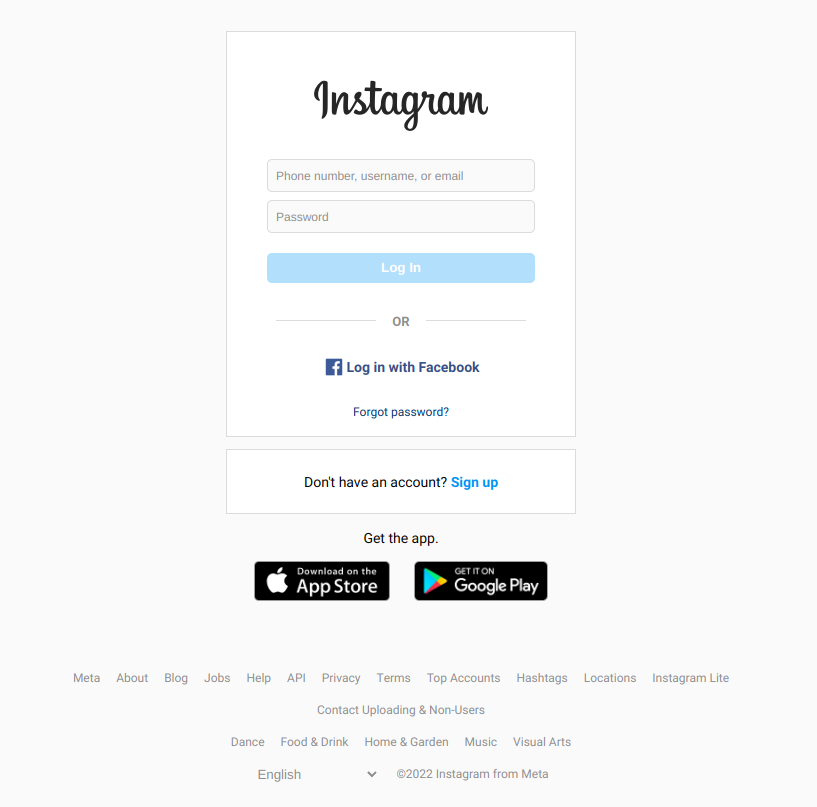 Instagram
Phone number, username, or email
Password
Log In
OR
Log in with Facebook
Forgot password?
Don't have an account? Sign up
Get the app.
Download on the
App Store
GET IT ON
Google Play
Meta About Blog Jobs Help API Privacy Terms Top Accounts Hashtags Locations Instagram Lite
Contact Uploading & Non-Users
Dance Food & Drink Home & Garden Music Visual Arts
English ©2022 Instagram from Meta